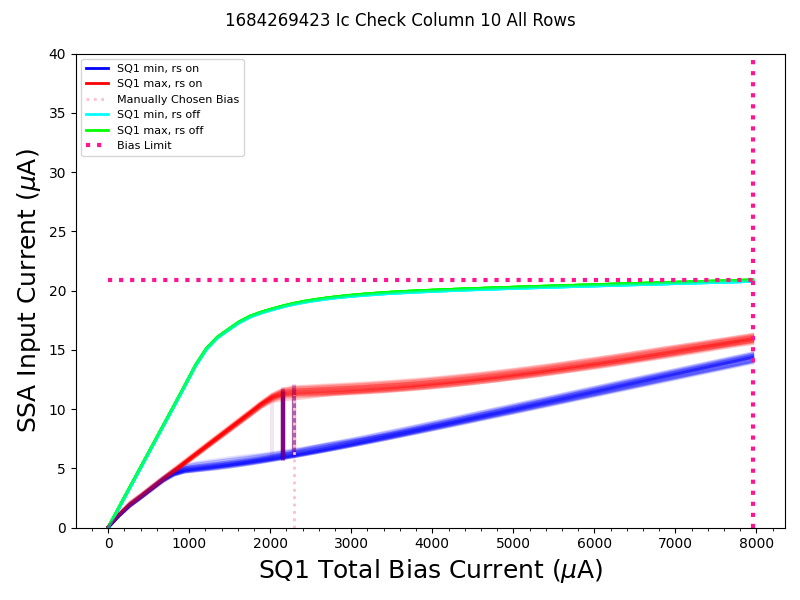 1684269423 Ic Check Column 10 All Rows
SSA Input Current (μA)
40
35
30
25
20
15
10
5
0
SQ1 min, rs on
SQ1 max, rs on
Manually Chosen Bias
SQ1 min, rs off
SQ1 max, rs off
Bias Limit
0 1000 2000 3000 4000 5000 6000 7000 8000
SQ1 Total Bias Current (μA)